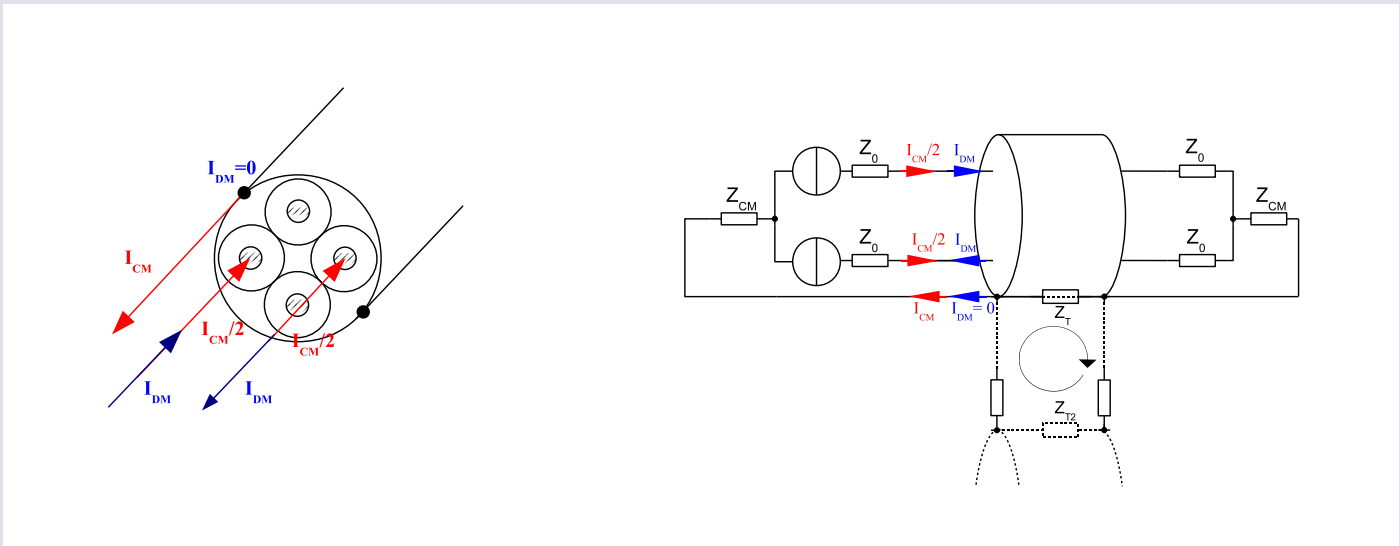 I_DM=0
I_CM
I_CM/2
I_CM/2
I_DM
I_DM
Z_0
I_CM/2
I_DM
Z_0
Z_CM
Z_CM
Z_0
I_CM/2
I_DM
Z_0
I_CM
I_DM= 0
Z_T
Z_T2